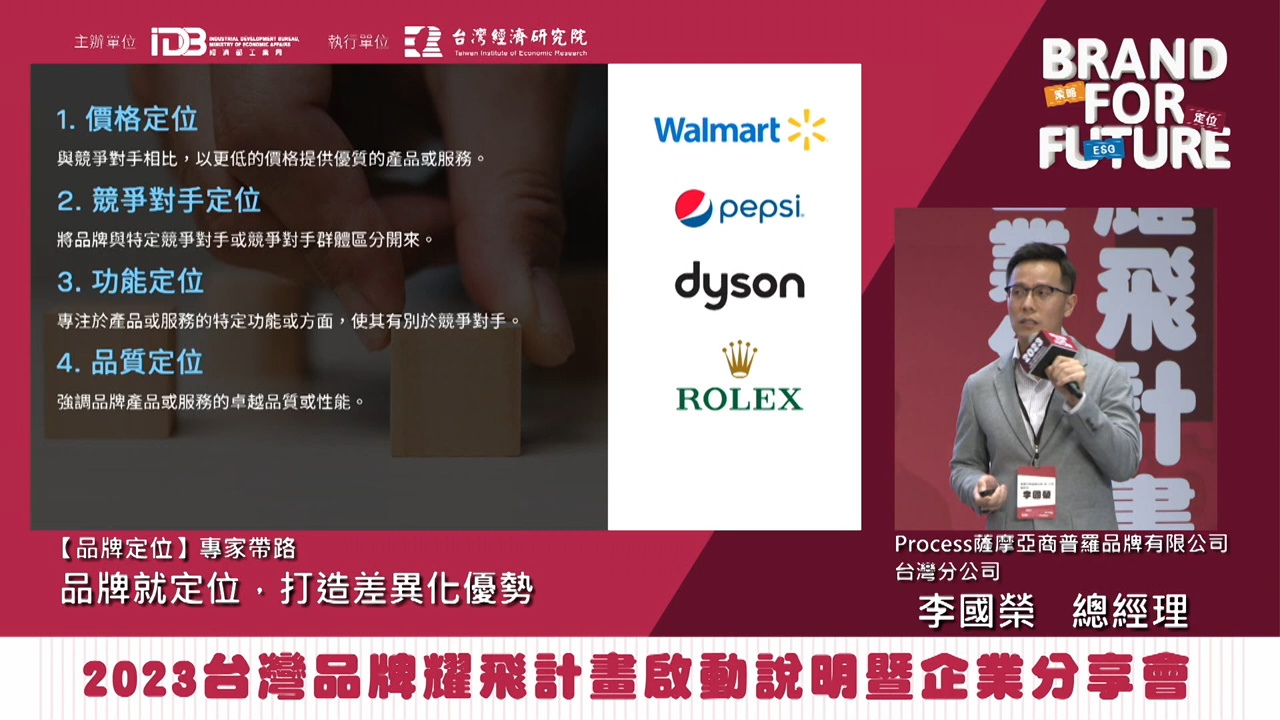 主辦單位
IDB
INDUSTRIAL DEVELOPMENT BUREAU,
MINISTRY OF ECONOMIC AFFAIRS
經濟部工業局
執行單位
台灣經濟研究院
Taiwan Institute of Economic Research
BRAND
策略
FOR
定位
FUTURE
ESG
1. 價格定位
與競爭對手相比，以更低的價格提供優質的產品或服務。
2. 競爭對手定位
將品牌與特定競爭對手或競爭對手群體區分開來。
3. 功能定位
專注於產品或服務的特定功能或方面，使其有別於競爭對手。
4. 品質定位
強調品牌產品或服務的卓越品質或性能。
Walmart
pepsi
dyson
ROLEX
飛
計
畫
2023
李國榮
【品牌定位】專家帶路
品牌就定位，打造差異化優勢
Process薩摩亞商普羅品牌有限公司
台灣分公司
李國榮 總經理
2023台灣品牌耀飛計畫啟動說明暨企業分享會